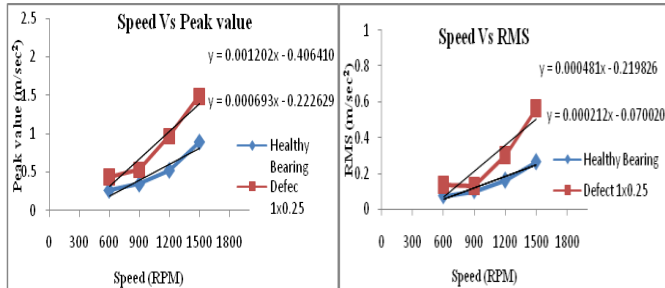 Speed Vs Peak value
2.5
2
1.5
1
0.5
0
Peak value (m/sec²)
y = 0.001202x - 0.406410
y = 0.000693x - 0.222629
Healthy
Bearing
Defec
1x0.25
0 300 600 900 1200 1500 1800
Speed (RPM)
Speed Vs RMS
1
0.8
0.6
0.4
0.2
0
RMS (m/sec²)
y = 0.000481x - 0.219826
y = 0.000212x - 0.070020
Healthy Bearing
Defect 1x0.25
0 300 600 900 1200 1500 1800
Speed (RPM)